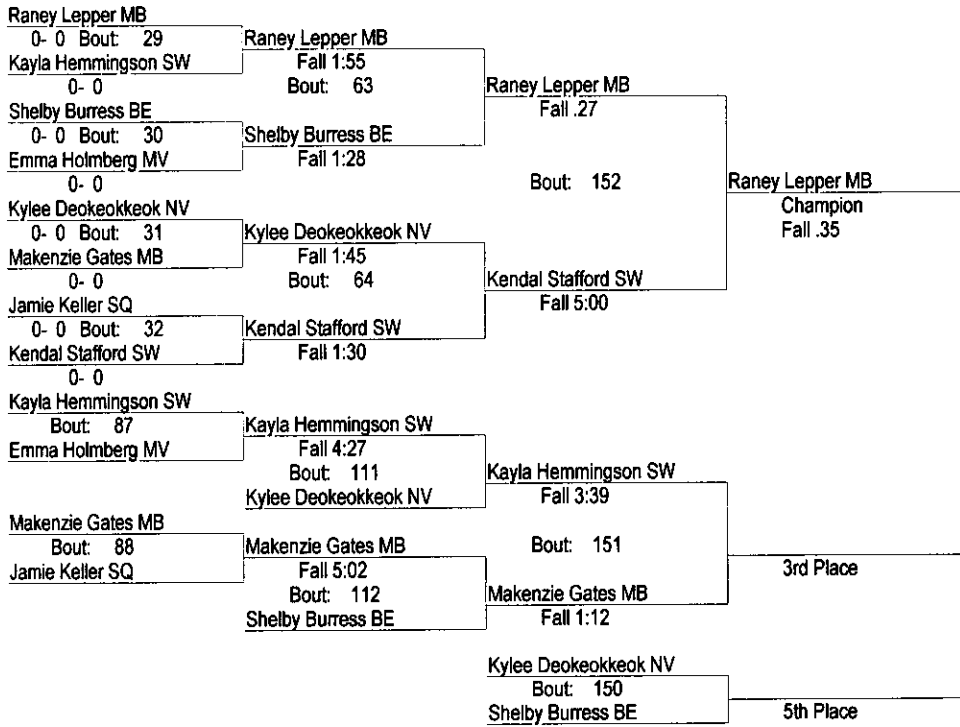 Raney Lepper MB
0- 0 Bout: 29
Kayla Hemmingson SW
0- 0
Shelby Burress BE
0- 0 Bout: 30
Emma Holmberg MV
0- 0
Kylee Deokeokkeok NV
0- 0 Bout: 31
Makenzie Gates MB
0- 0
Jamie Keller SQ
0- 0 Bout: 32
Kendal Stafford SW
0- 0
Raney Lepper MB
Fall 1:55
Bout: 63
Shelby Burress BE
Fall 1:28
Kylee Deokeokkeok NV
Fall 1:45
Bout: 64
Kendal Stafford SW
Fall 1:30
Raney Lepper MB
Fall .27
Bout: 152
Kendal Stafford SW
Fall 5:00
Raney Lepper MB
Champion
Fall .35
Kayla Hemmingson SW
Bout: 87
Emma Holmberg MV
Makenzie Gates MB
Bout: 88
Jamie Keller SQ
Kayla Hemmingson SW
Fall 4:27
Bout: 111
Kylee Deokeokkeok NV
Makenzie Gates MB
Fall 5:02
Bout: 112
Shelby Burress BE
Kayla Hemmingson SW
Fall 3:39
Bout: 151
Makenzie Gates MB
Fall 1:12
3rd Place
Kylee Deokeokkeok NV
Bout: 150
Shelby Burress BE
5th Place